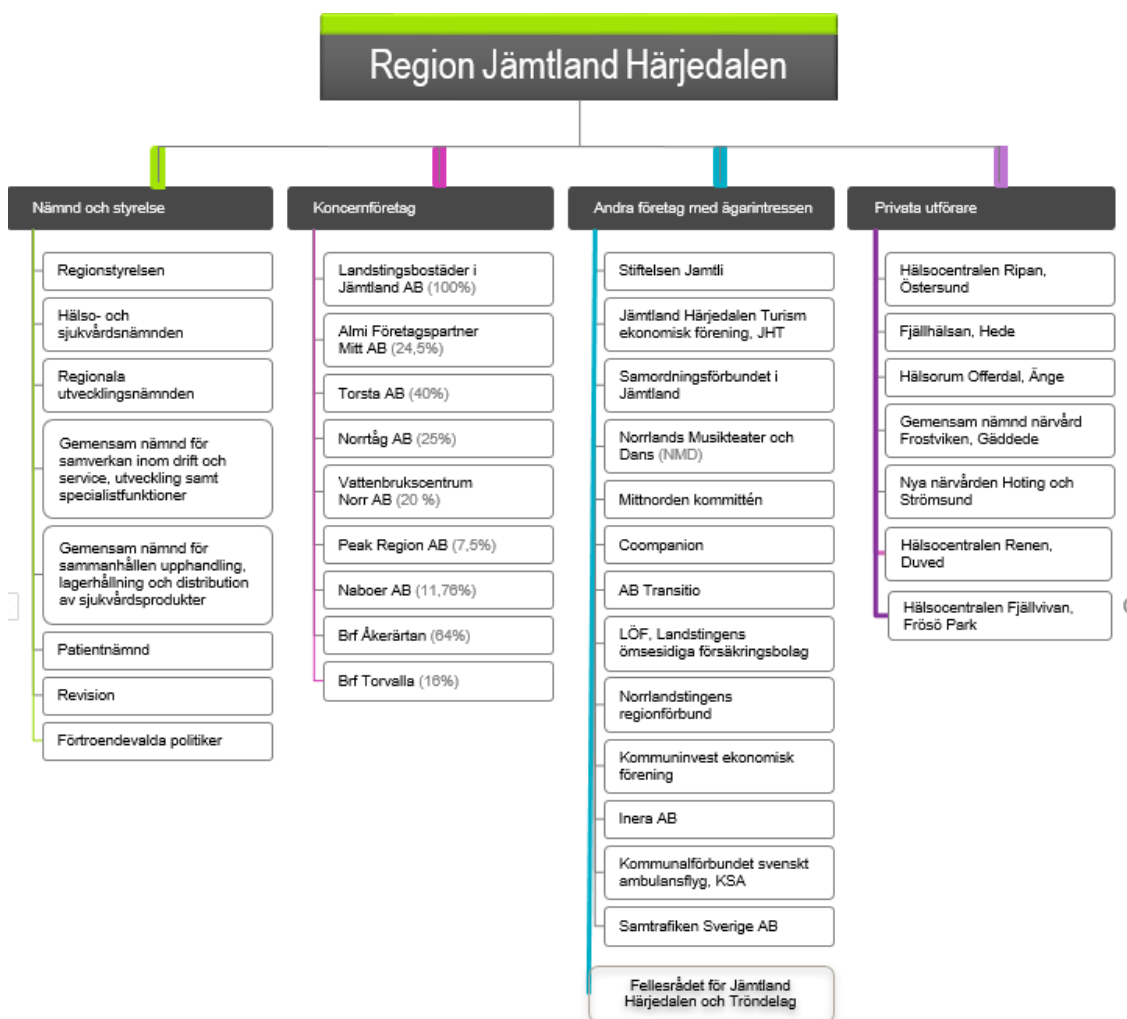 Region Jämtland Härjedalen
Nämnd och styrelse
Regionstyrelsen
Hälso- och
sjukvårdsnämnden
Regionala
utvecklingsnämnden
Gemensam nämnd för
samverkan inom drift och
service, utveckling samt
specialistfunktioner
Gemensam nämnd för
sammanhållen upphandling,
lagerhållning och distribution
av sjukvårdsprodukter
Patientnämnd
Revision
Förtroendevalda politiker
Koncernföretag
Landstingsbostäder i
Jämtland AB (100%)
Almi Företagspartner
Mitt AB (24,5%)
Torsta AB (40%)
Norrtåg AB (25%)
Vattenbrukscentrum
Norr AB (20 %)
Peak Region AB (7,5%)
Naboer AB (11,76%)
Brf Åkerärtan (64%)
Brf Torvalla (16%)
Andra företag med ägarintressen
Stiftelsen Jamtli
Jämtland Härjedalen Turism
ekonomisk förening, JHT
Samordningsförbundet i
Jämtland
Norrlands Musikteater och
Dans (NMD)
Mittnorden kommittén
Coompanion
AB Transitio
LÖF, Landstingens
ömsesidiga försäkringsbolag
Norrlandstingens
regionförbund
Kommuninvest ekonomisk
förening
Inera AB
Kommunalförbundet svenskt
ambulansflyg, KSA
Samtrafiken Sverige AB
Fellesrådet för Jämtland
Härjedalen och Tröndelag
Privata utförare
Hälsocentralen Ripan,
Östersund
Fjällhälsan, Hede
Hälsorum Offerdal, Änge
Gemensam nämnd närvård
Frostviken, Gäddede
Nya närvården Hoting och
Strömsund
Hälsocentralen Renen,
Duved
Hälsocentralen Fjällvivan,
Frösö Park